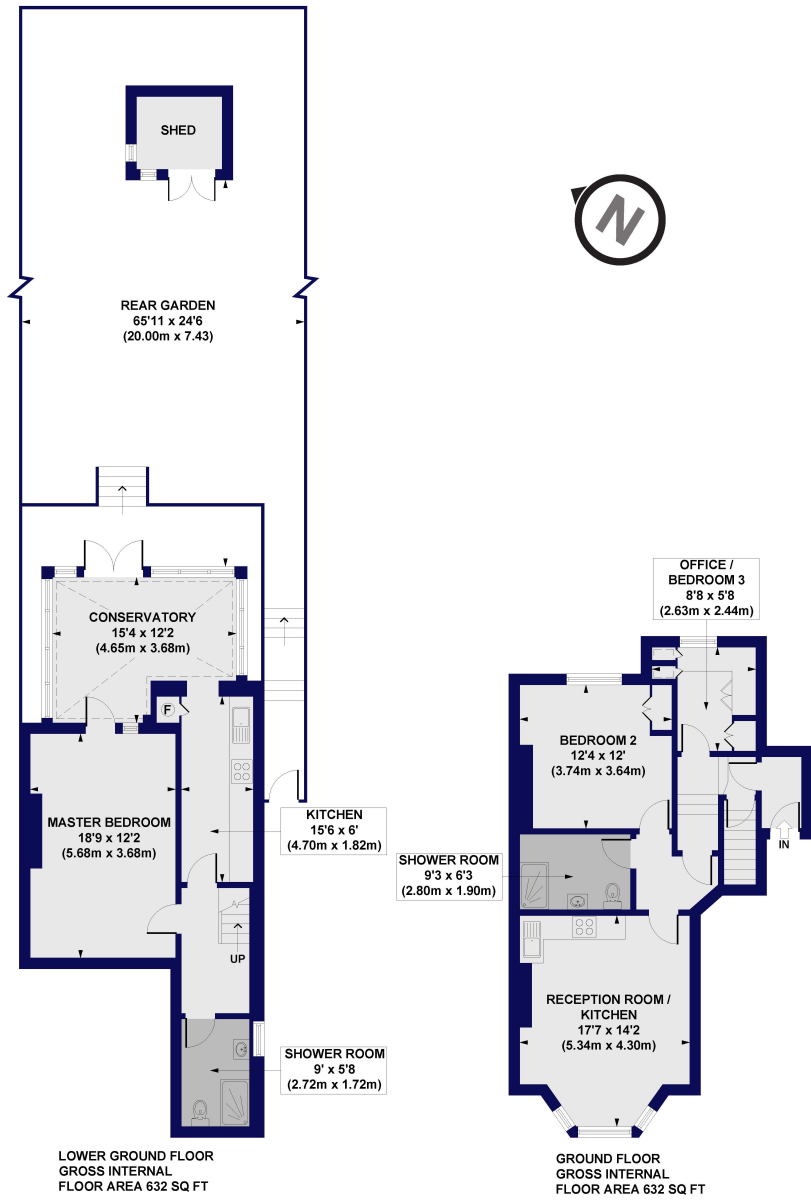 SHED
N
REAR GARDEN
65'11 x 24'6
(20.00m x 7.43)
CONSERVATORY
15'4 x 12'2
(4.65m x 3.68m)
F
MASTER BEDROOM
18'9 x 12'2
(5.68m x 3.68m)
KITCHEN
15'6 x 6'
(4.70m x 1.82m)
UP
SHOWER ROOM
9' x 5'8
(2.72m x 1.72m)
LOWER GROUND FLOOR
GROSS INTERNAL
FLOOR AREA 632 SQ FT
OFFICE /
BEDROOM 3
8'8 x 5'8
(2.63m x 2.44m)
BEDROOM 2
12'4 x 12'
(3.74m x 3.64m)
IN
SHOWER ROOM
9'3 x 6'3
(2.80m x 1.90m)
RECEPTION ROOM /
KITCHEN
17'7 x 14'2
(5.34m x 4.30m)
GROUND FLOOR
GROSS INTERNAL
FLOOR AREA 632 SQ FT